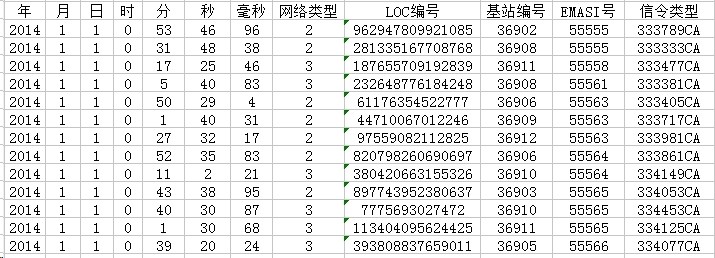 年 月 日 时 分 秒 毫秒 网络类型 LOC编号 基站编号 EMASI号 信令类型
2014 1 1 0 53 46 96 2 962947809921085 36902 55555 333789CA
2014 1 1 0 31 48 38 2 281335167708768 36908 55555 333333CA
2014 1 1 0 17 25 46 3 187655709192839 36911 55558 333477CA
2014 1 1 0 5 40 83 3 232648776184248 36908 55561 333381CA
2014 1 1 0 50 29 4 2 61176354522777 36906 55563 333405CA
2014 1 1 0 1 40 31 2 44710067012246 36909 55563 333717CA
2014 1 1 0 27 32 17 2 97559082112825 36912 55563 333981CA
2014 1 1 0 52 35 83 2 820798260690697 36906 55564 333861CA
2014 1 1 0 11 2 21 3 380420663155326 36910 55564 334149CA
2014 1 1 0 43 38 95 2 897743952380637 36903 55565 334053CA
2014 1 1 0 40 30 87 3 7775693027472 36910 55565 334453CA
2014 1 1 0 1 30 68 3 113404095624425 36911 55565 334125CA
2014 1 1 0 39 20 24 3 393808837659011 36905 55566 334077CA